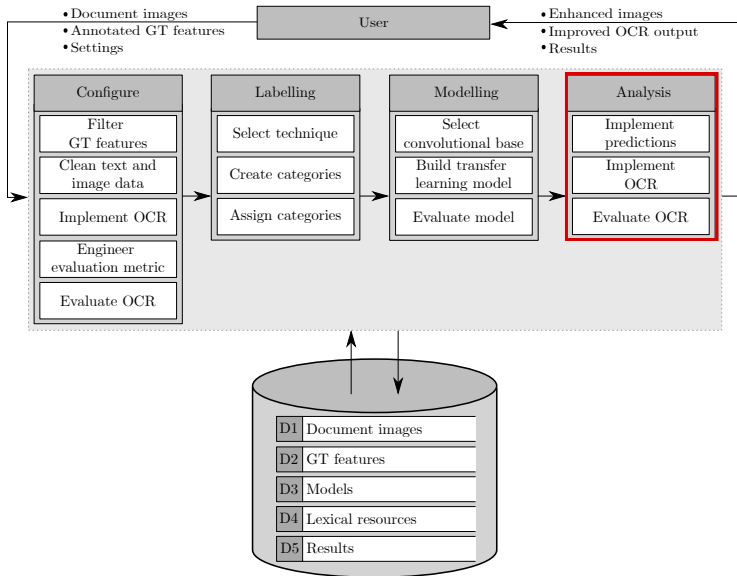 • Document images
• Annotated GT features
• Settings
User
• Enhanced images
• Improved OCR output
• Results
Configure
Filter
GT features
Clean text and
image data
Implement OCR
Engineer
evaluation metric
Evaluate OCR
Labelling
Select technique
Create categories
Assign categories
Modelling
Select
convolutional base
Build transfer
learning model
Evaluate model
Analysis
Implement
predictions
Implement
OCR
Evaluate OCR
D1 Document images
D2 GT features
D3 Models
D4 Lexical resources
D5 Results